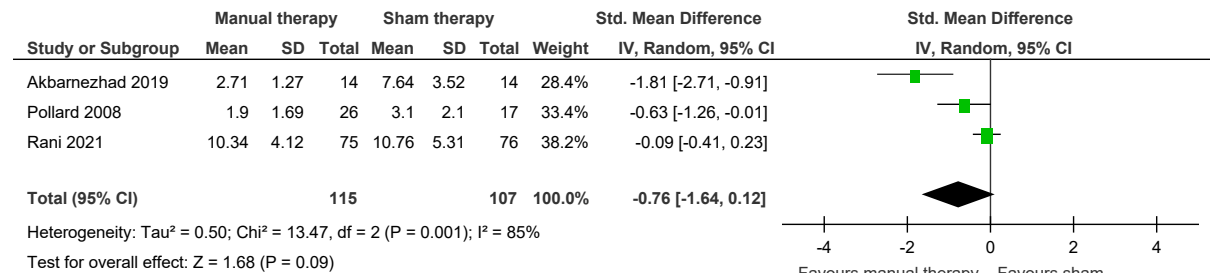 Manual therapy Sham therapy Std. Mean Difference Std. Mean Difference
Study or Subgroup Mean SD Total Mean SD Total Weight IV, Random, 95% CI IV, Random, 95% CI
Akbarnezhad 2019 2.71 1.27 14 7.64 3.52 14 28.4% -1.81 [-2.71, -0.91]
Pollard 2008 1.9 1.69 26 3.1 2.1 17 33.4% -0.63 [-1.26, -0.01]
Rani 2021 10.34 4.12 75 10.76 5.31 76 38.2% -0.09 [-0.41, 0.23]
Total (95% CI) 115 107 100.0% -0.76 [-1.64, 0.12]
Heterogeneity: Tau² = 0.50; Chi² = 13.47, df = 2 (P = 0.001); I² = 85%
Test for overall effect: Z = 1.68 (P = 0.09)
-4 -2 0 2 4
Favours manual therapy Favours sham